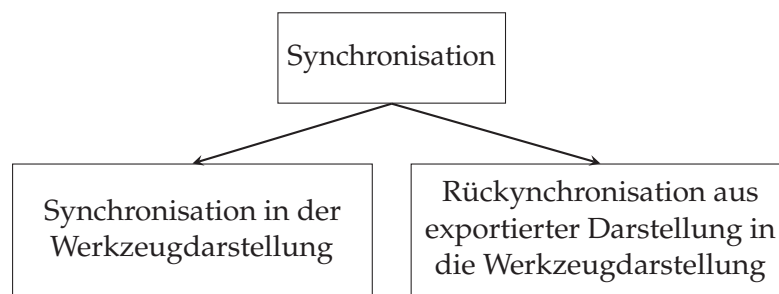 Synchronisation
Synchronisation in der
Werkzeugdarstellung
Rückynchronisation aus
exportierter Darstellung in
die Werkzeugdarstellung